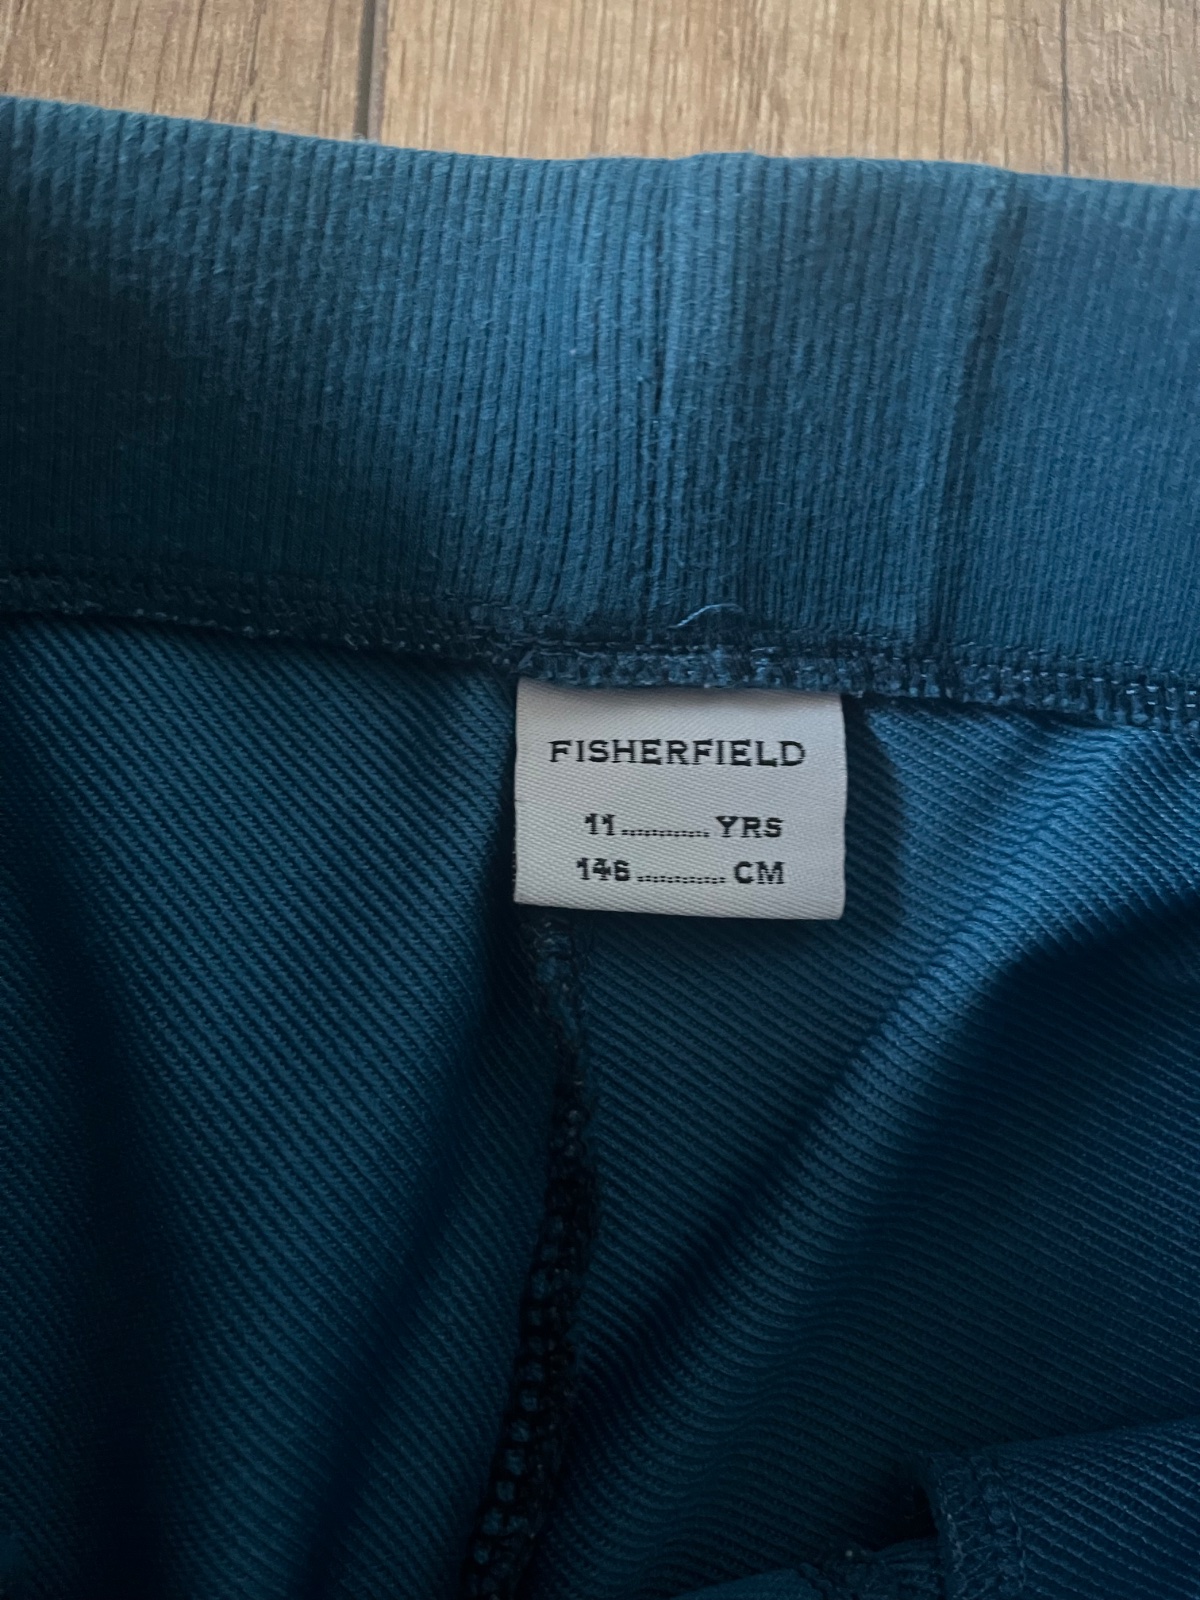 FISHERFIELD
11............ YRS
146............ CM